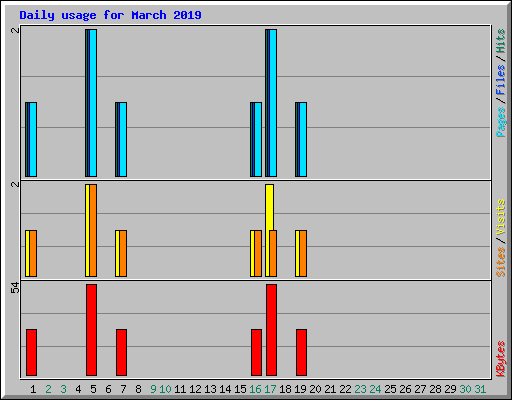 Daily usage for March 2019
2
2
54
Pages / Files / Hits
Sites / Visits
KBytes
1 2 3 4 5 6 7 8 9 10 11 12 13 14 15 16 17 18 19 20 21 22 23 24 25 26 27 28 29 30 31